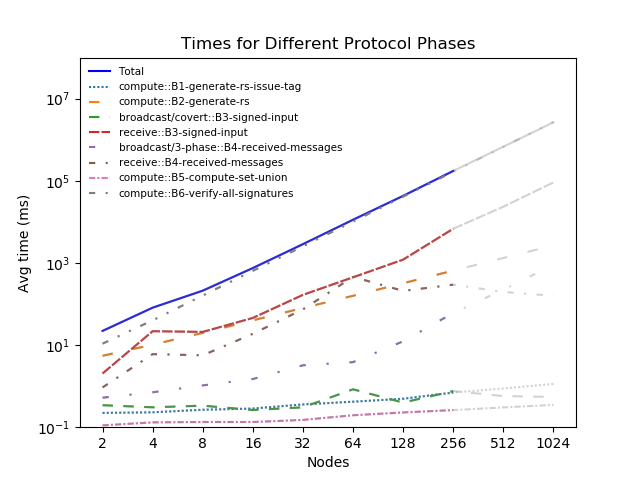 Times for Different Protocol Phases
Total
compute::B1-generate-rs-issue-tag
compute::B2-generate-rs
broadcast/covert::B3-signed-input
receive::B3-signed-input
broadcast/3-phase::B4-received-messages
receive::B4-received-messages
compute::B5-compute-set-union
compute::B6-verify-all-signatures
Avg time (ms)
10^7
10^5
10^3
10^1
10^−1
2 4 8 16 32 64 128 256 512 1024
Nodes